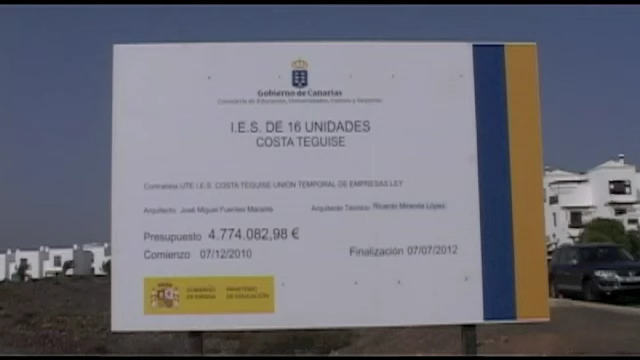 Gobierno de Canarias
Consejería de Educación, Universidades, Cultura y Deportes
I.E.S. DE 16 UNIDADES
COSTA TEGUISE
Contratista UTE I.E.S. COSTA TEGUISE UNION TEMPORAL DE EMPRESAS LEY
Arquitecto José Miguel Fuentes
Arquitecto Técnico: Ricardo Miranda López
Presupuesto 4.774.082,98 €
Comienzo 07/12/2010
Finalización 07/07/2012
GOBIERNO DE ESPAÑA
MINISTERIO DE EDUCACIÓN